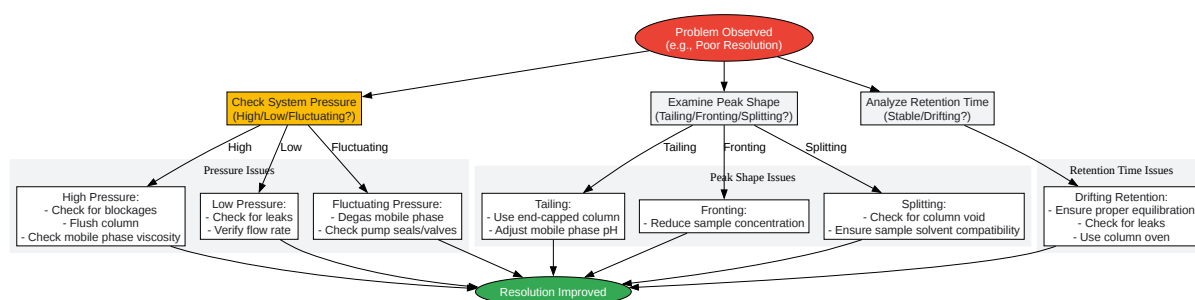 Problem Observed
(e.g., Poor Resolution)
Check System Pressure
(High/Low/Fluctuating?)
Examine Peak Shape
(Tailing/Fronting/Splitting?)
Analyze Retention Time
(Stable/Drifting?)
High
Low
Fluctuating
Tailing
Fronting
Splitting
Pressure Issues
Peak Shape Issues
Retention Time Issues
High Pressure:
- Check for blockages
- Flush column
- Check mobile phase viscosity
Low Pressure:
- Check for leaks
- Verify flow rate
Fluctuating Pressure:
- Degas mobile phase
- Check pump seals/valves
Tailing:
- Use end-capped column
- Adjust mobile phase pH
Fronting:
- Reduce sample concentration
Splitting:
- Check for column void
- Ensure sample solvent compatibility
Drifting Retention:
- Ensure proper equilibration
- Check for leaks
- Use column oven
Resolution Improved